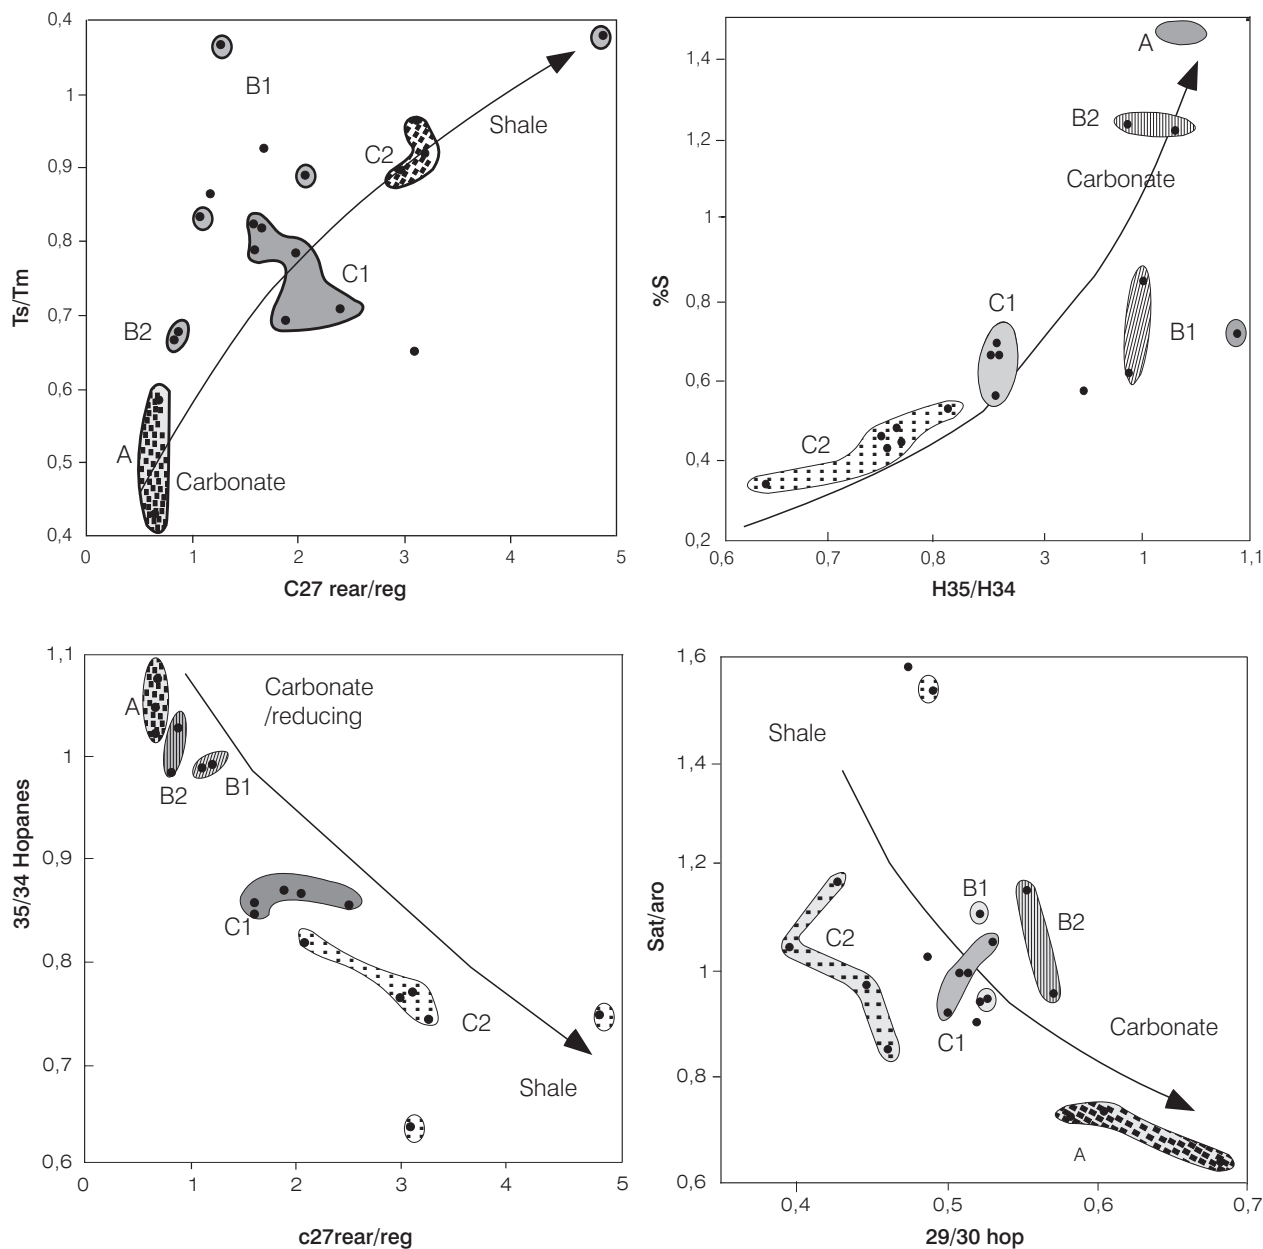 0,4
1
0,9
0,8
0,7
0,6
0,5
0,4
Ts/Tm
B1
Shale
C2
C1
B2
A
Carbonate
0
1
2
3
4
5
C27 rear/reg
1,4
1,2
1
0,8
0,6
0,4
0,2
%S
A
B2
Carbonate
C1
B1
C2
0,6
0,7
0,8
3
1
1,1
H35/H34
1,1
1
0,9
0,8
0,7
0,6
35/34 Hopanes
Carbonate
/reducing
A
B2
B1
C1
C2
Shale
0
1
2
3
4
5
c27rear/reg
1,6
1,4
1,2
1
0,8
0,6
Sat/aro
Shale
B1
B2
C2
C1
Carbonate
A
0,4
0,5
0,6
0,7
29/30 hop